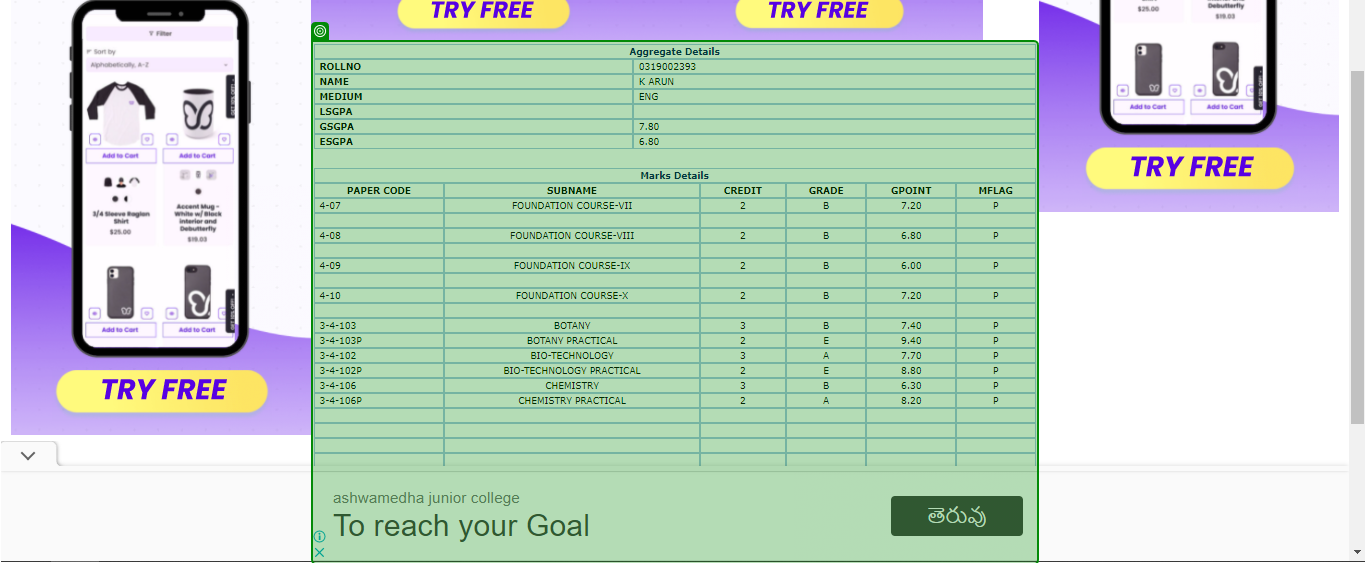 TRY FREE
TRY FREE
Filter
Sort by
Alphabetically, A-Z
Add to Cart
Add to Cart
3/4 Sleeve Raglan Shirt
$25.00
Accent Mug - White w/ Black Interior and Debutterfly
$19.03
Add to Cart
Add to Cart
TRY FREE
Aggregate Details
ROLLNO 0319002393
NAME K ARUN
MEDIUM ENG
LSGPA
GSGPA 7.80
ESGPA 6.80
Marks Details
PAPER CODE SUBNAME CREDIT GRADE GPOINT MFLAG
4-07 FOUNDATION COURSE-VII 2 B 7.20 P
4-08 FOUNDATION COURSE-VIII 2 B 6.80 P
4-09 FOUNDATION COURSE-IX 2 B 6.00 P
4-10 FOUNDATION COURSE-X 2 B 7.20 P
3-4-103 BOTANY 3 B 7.40 P
3-4-103P BOTANY PRACTICAL 2 E 9.40 P
3-4-102 BIO-TECHNOLOGY 3 A 7.70 P
3-4-102P BIO-TECHNOLOGY PRACTICAL 2 E 8.80 P
3-4-106 CHEMISTRY 3 B 6.30 P
3-4-106P CHEMISTRY PRACTICAL 2 A 8.20 P
ashwamedha junior college
To reach your Goal
తెరువు
$25.00
Debutterfly
$19.03
Add to Cart
Add to Cart
TRY FREE